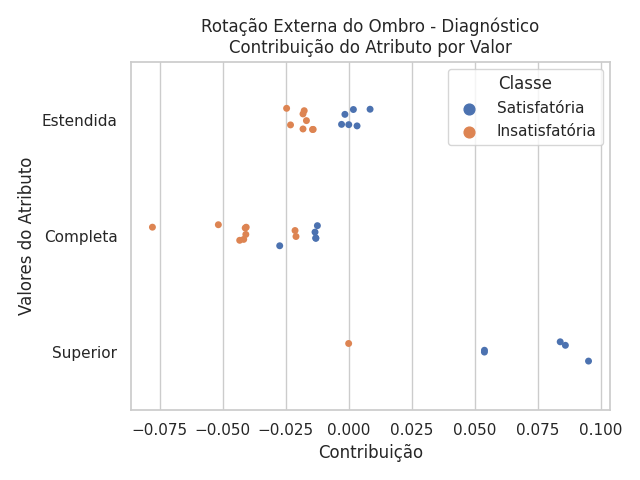 Rotação Externa do Ombro - Diagnóstico
Contribuição do Atributo por Valor
Classe
Satisfatória
Insatisfatória
Valores do Atributo
Estendida
Completa
Superior
−0.075 −0.050 −0.025 0.000 0.025 0.050 0.075 0.100
Contribuição